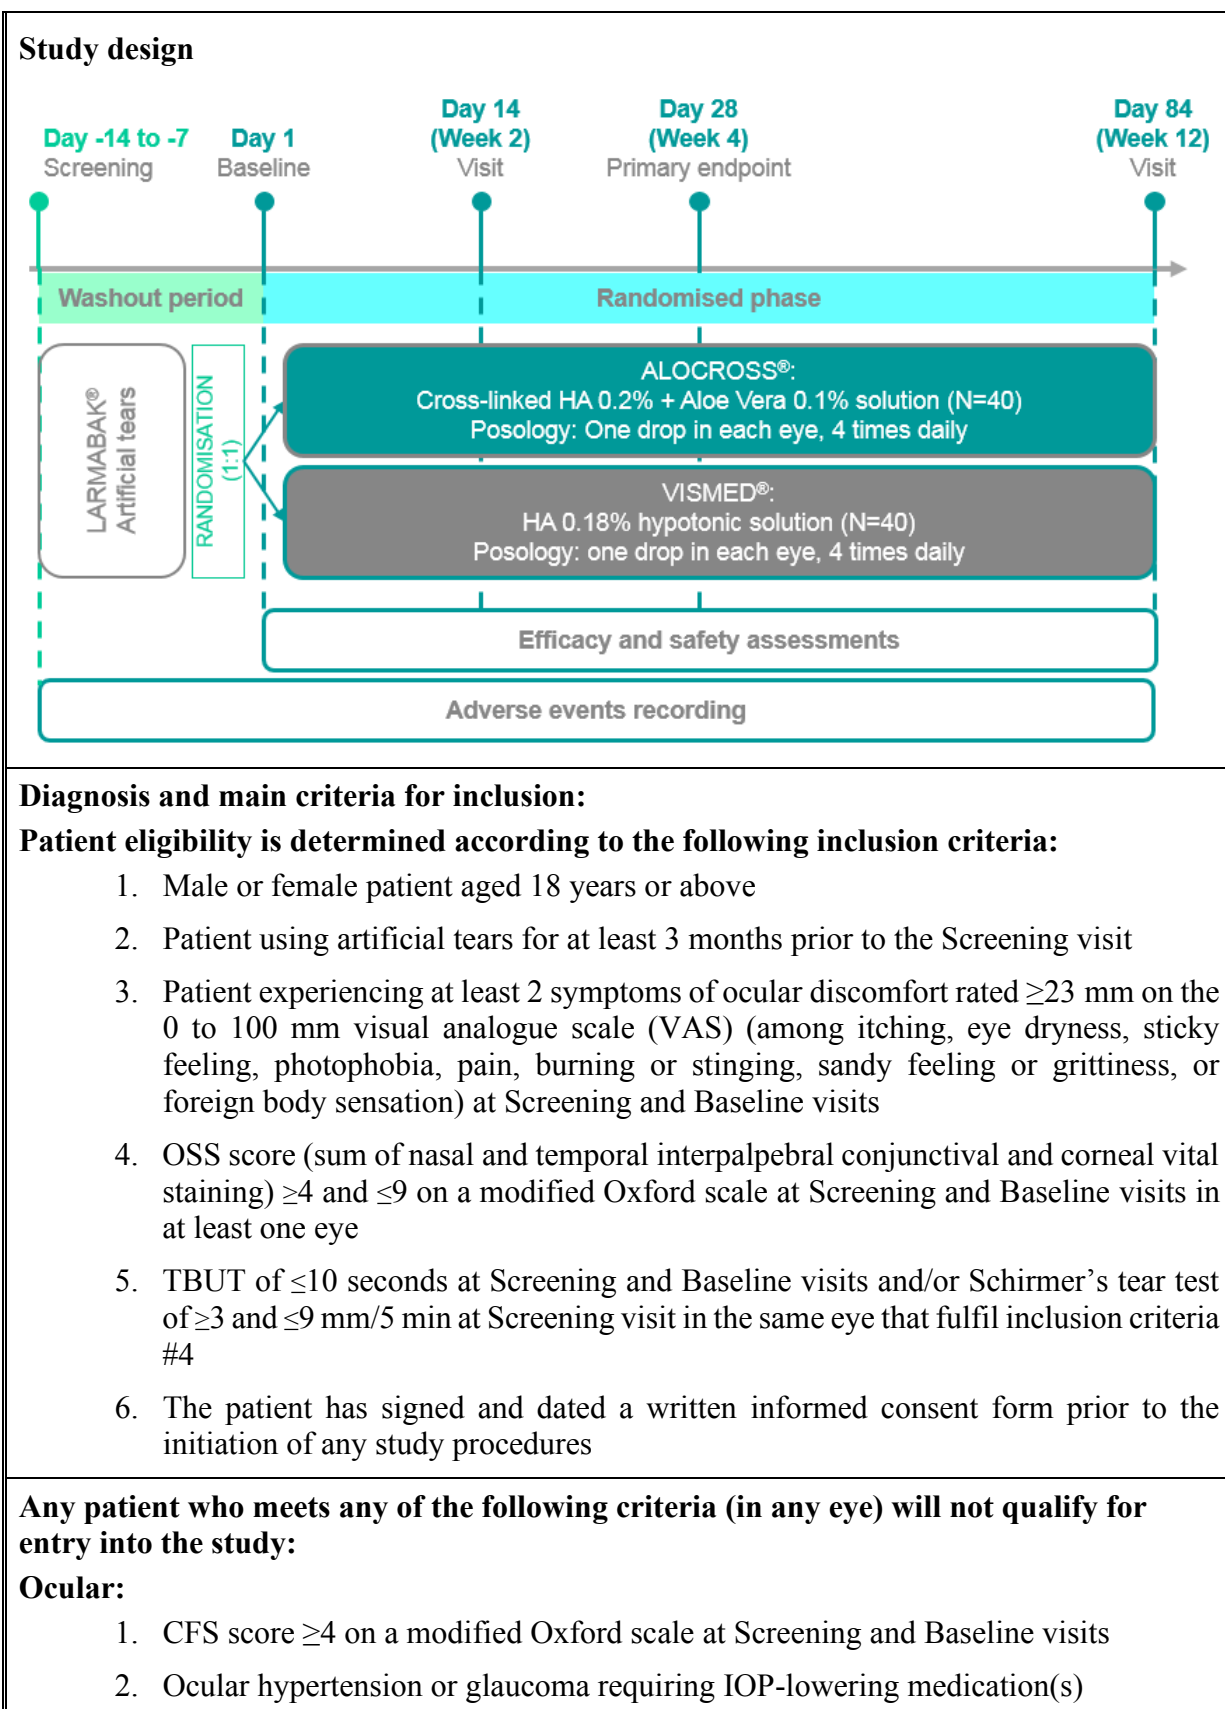 Study design
Day -14 to -7
Screening
Day 1
Baseline
Day 14
(Week 2)
Visit
Day 28
(Week 4)
Primary endpoint
Day 84
(Week 12)
Visit
Washout period
Randomised phase
LARMABAK®
Artificial tears
RANDOMISATION
(1:1)
ALOCROSS®:
Cross-linked HA 0.2% + Aloe Vera 0.1% solution (N=40)
Posology: One drop in each eye, 4 times daily
VISMED®:
HA 0.18% hypotonic solution (N=40)
Posology: one drop in each eye, 4 times daily
Efficacy and safety assessments
Adverse events recording
Diagnosis and main criteria for inclusion:
Patient eligibility is determined according to the following inclusion criteria:
1. Male or female patient aged 18 years or above
2. Patient using artificial tears for at least 3 months prior to the Screening visit
3. Patient experiencing at least 2 symptoms of ocular discomfort rated ≥23 mm on the
0 to 100 mm visual analogue scale (VAS) (among itching, eye dryness, sticky
feeling, photophobia, pain, burning or stinging, sandy feeling or grittiness, or
foreign body sensation) at Screening and Baseline visits
4. OSS score (sum of nasal and temporal interpalpebral conjunctival and corneal vital
staining) ≥4 and ≤9 on a modified Oxford scale at Screening and Baseline visits in
at least one eye
5. TBUT of ≤10 seconds at Screening and Baseline visits and/or Schirmer’s tear test
of ≥3 and ≤9 mm/5 min at Screening visit in the same eye that fulfil inclusion criteria
#4
6. The patient has signed and dated a written informed consent form prior to the
initiation of any study procedures
Any patient who meets any of the following criteria (in any eye) will not qualify for
entry into the study:
Ocular:
1. CFS score ≥4 on a modified Oxford scale at Screening and Baseline visits
2. Ocular hypertension or glaucoma requiring IOP-lowering medication(s)